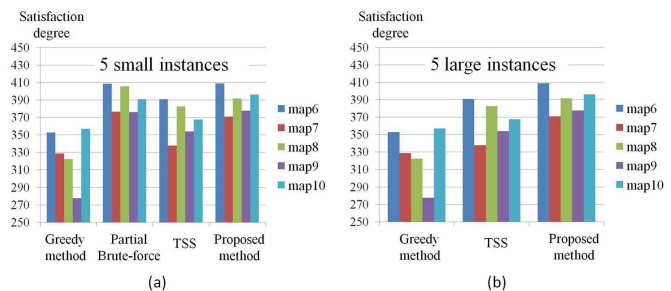 Satisfaction
degree
450
430
410
390
370
350
330
310
290
270
250
5 small instances
map6
map7
map8
map9
map10
Greedy method
Partial Brute-force
TSS
Proposed method
(a)
Satisfaction
degree
450
430
410
390
370
350
330
310
290
270
250
5 large instances
map6
map7
map8
map9
map10
Greedy method
TSS
Proposed method
(b)